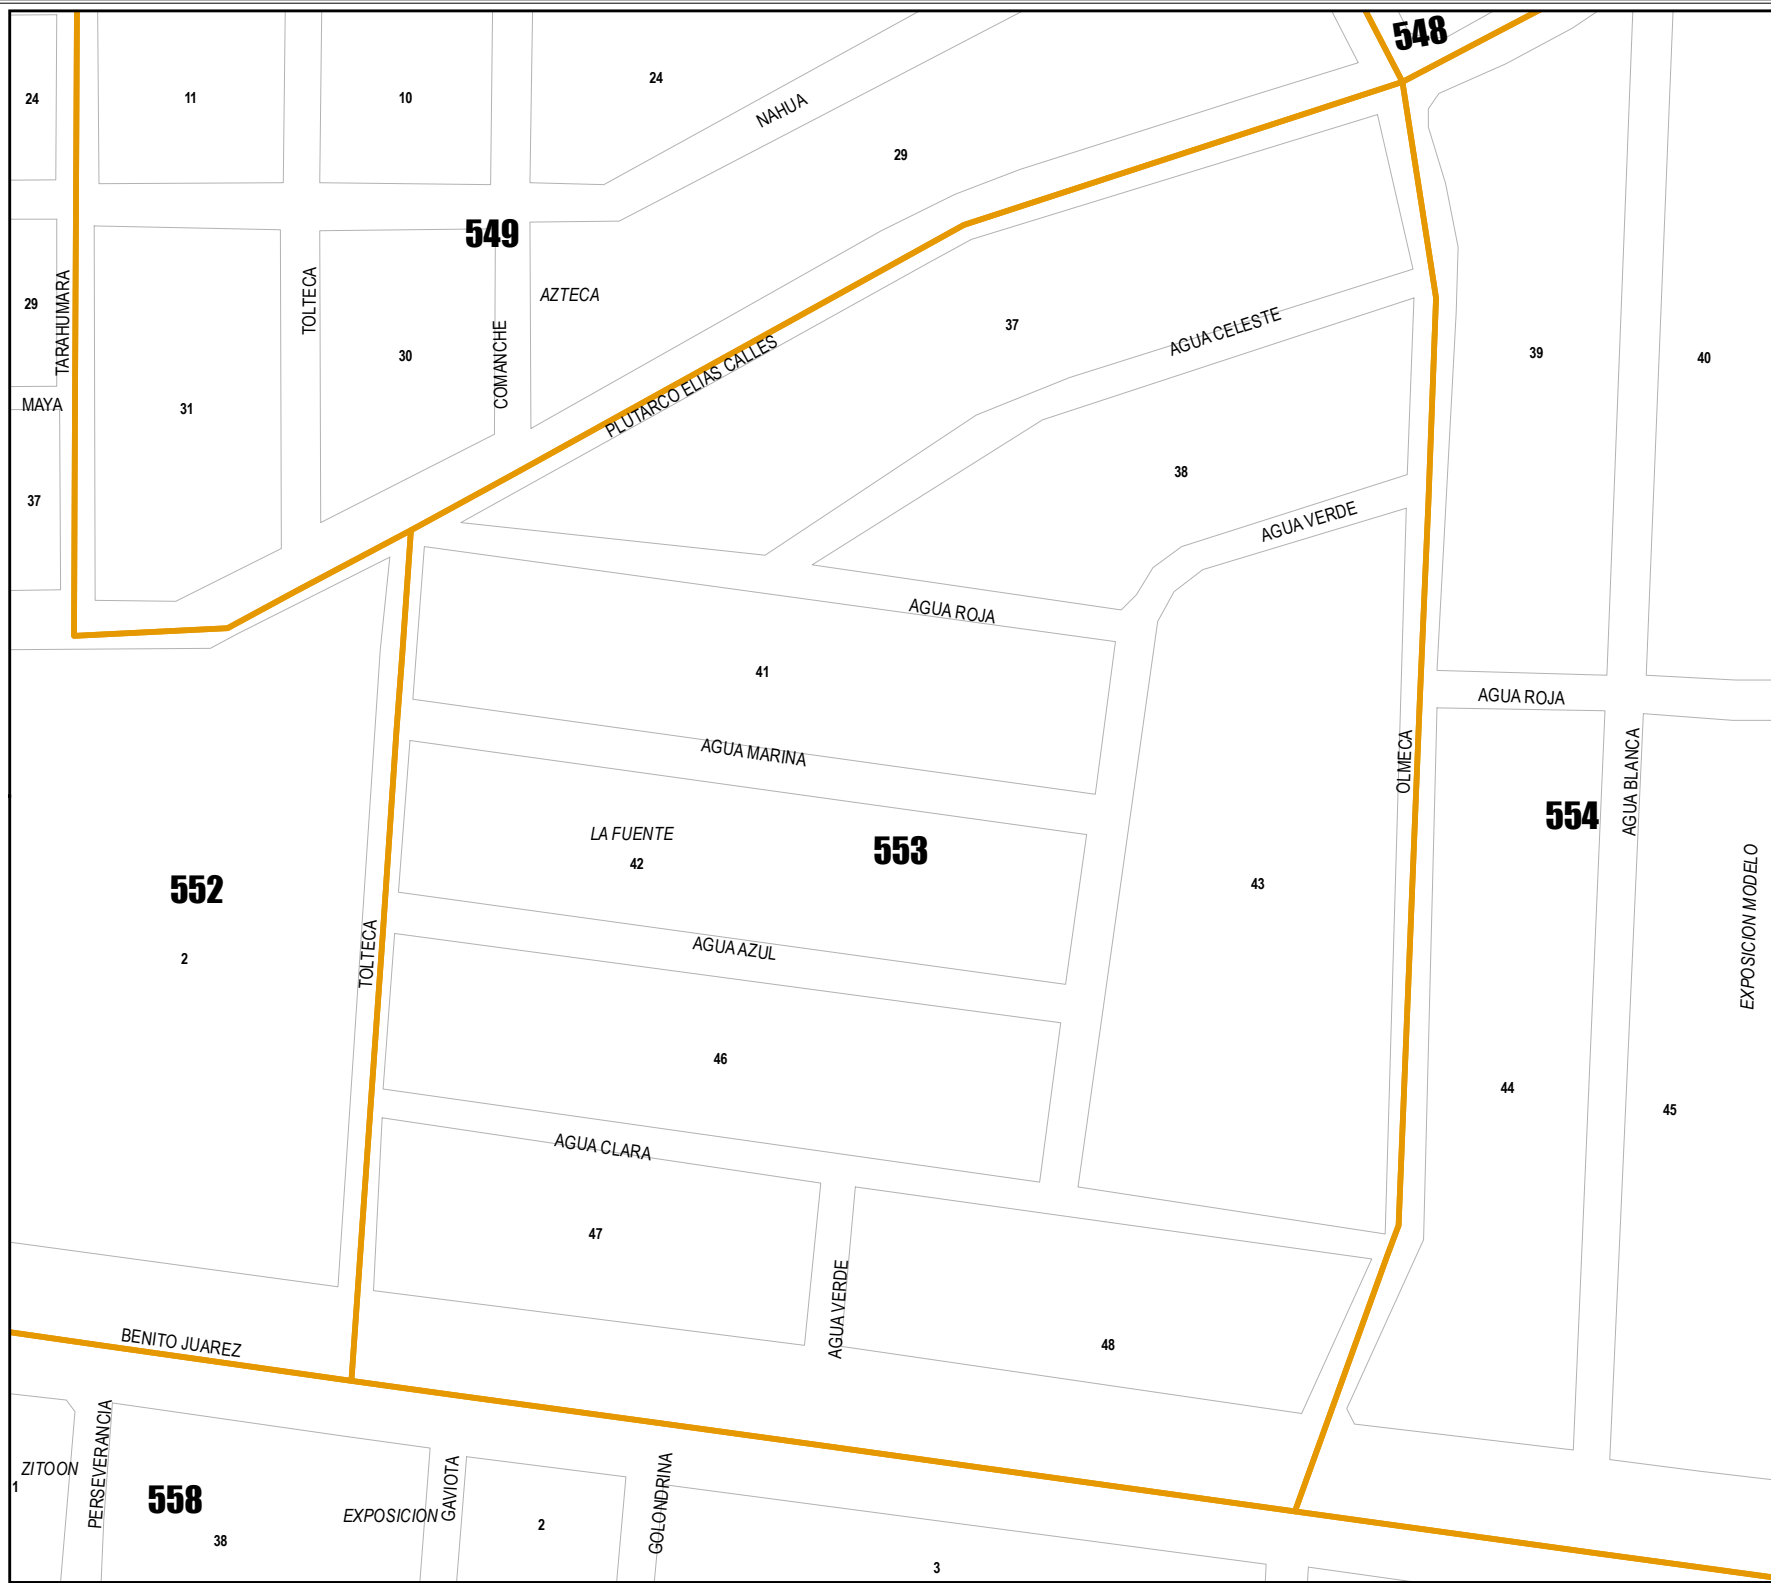 548
24
11
10
24
NAHUA
29
549
TARAHUMARA
29
TOLTECA
AZTECA
30
COMANCHE
PLUTARCO ELIAS CALLES
37
AGUA CELESTE
39
40
MAYA
31
37
38
AGUA VERDE
AGUA ROJA
41
AGUA ROJA
AGUA MARINA
OLMECA
AGUA BLANCA
554
LA FUENTE
42
553
43
552
2
TOLTECA
AGUA AZUL
EXPOSICION MODELO
46
44
45
AGUA CLARA
47
AGUA VERDE
48
BENITO JUAREZ
PERSEVERANCIA
ZITOON
1
558
38
EXPOSICION
GAVIOTA
2
GOLONDRINA
3